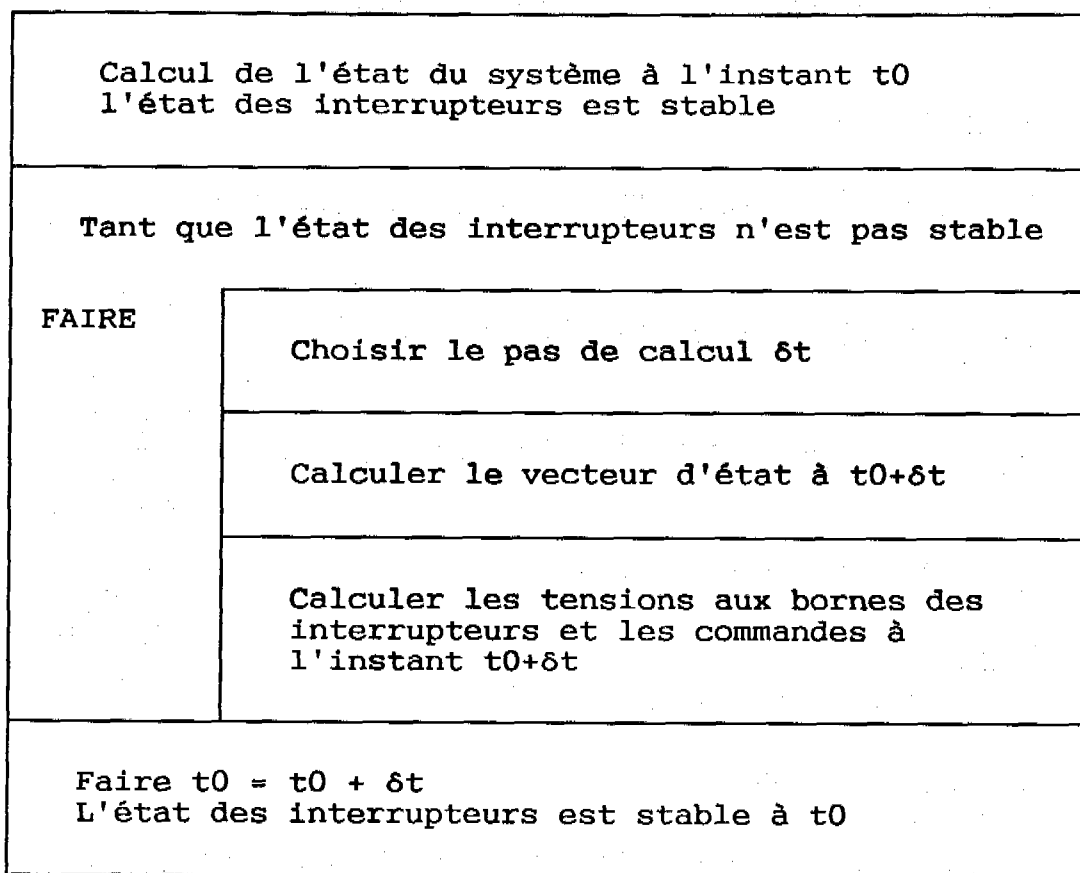 Calcul de l'état du système à l'instant t0
l'état des interrupteurs est stable
Tant que l'état des interrupteurs n'est pas stable
FAIRE
Choisir le pas de calcul δt
Calculer le vecteur d'état à t0+δt
Calculer les tensions aux bornes des
interrupteurs et les commandes à
l'instant t0+δt
Faire t0 = t0 + δt
L'état des interrupteurs est stable à t0